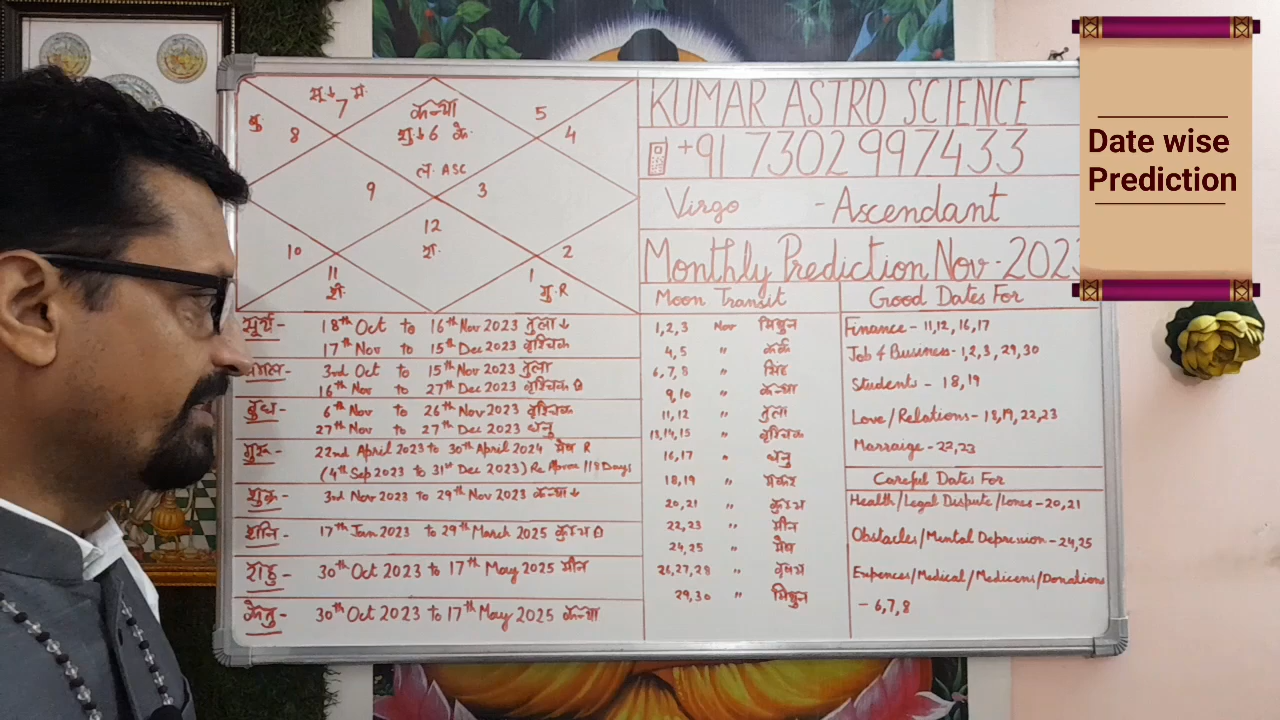 सू↓ 7 मं.
बु. 8
कन्या
शु↓ 6 के.
ल. ASC
5
4
9
3
12
रा.
10
2
11
श.
1
गु. R
सूर्य - 18th Oct to 16th Nov 2023 तुला ↓
17th Nov to 15th Dec 2023 वृश्चिक
मंगल - 3rd Oct to 15th Nov 2023 तुला
16th Nov to 27th Dec 2023 वृश्चिक
बुध - 6th Nov to 26th Nov 2023 वृश्चिक
27th Nov to 27th Dec 2023 धनु
गुरू - 22nd April 2023 to 30th April 2024 मेष R
(4th Sep 2023 to 31st Dec 2023) Re Aprox 118 Days
शुक्र - 3rd Nov 2023 to 29th Nov 2023 कन्या ↓
शनि - 17th Jan 2023 to 29th March 2025 कुंभ
राहु - 30th Oct 2023 to 17th May 2025 मीन
केतु - 30th Oct 2023 to 17th May 2025 कन्या
KUMAR ASTRO SCIENCE
+91 7302997433
Virgo - Ascendant
Monthly Prediction Nov - 2023
Moon Transit
1,2,3 Nov मिथुन
4,5 " कर्क
6,7,8 " सिंह
9,10 " कन्या
11,12 " तुला
13,14,15 " वृश्चिक
16,17 " धनु
18,19 " मकर
20,21 " कुंभ
22,23 " मीन
24,25 " मेष
26,27,28 " वृषभ
29,30 " मिथुन
Good Dates For
Finance - 11,12,16,17
Job & Business - 1,2,3,29,30
Students - 18,19
Love/Relations - 18,19,22,23
Marraige - 22,23
Careful Dates For
Health/Legal Dispute/Lones - 20,21
Obstacles/Mental Depression - 24,25
Expences/Medical/Medicens/Donations
- 6,7,8
Date wise
Prediction